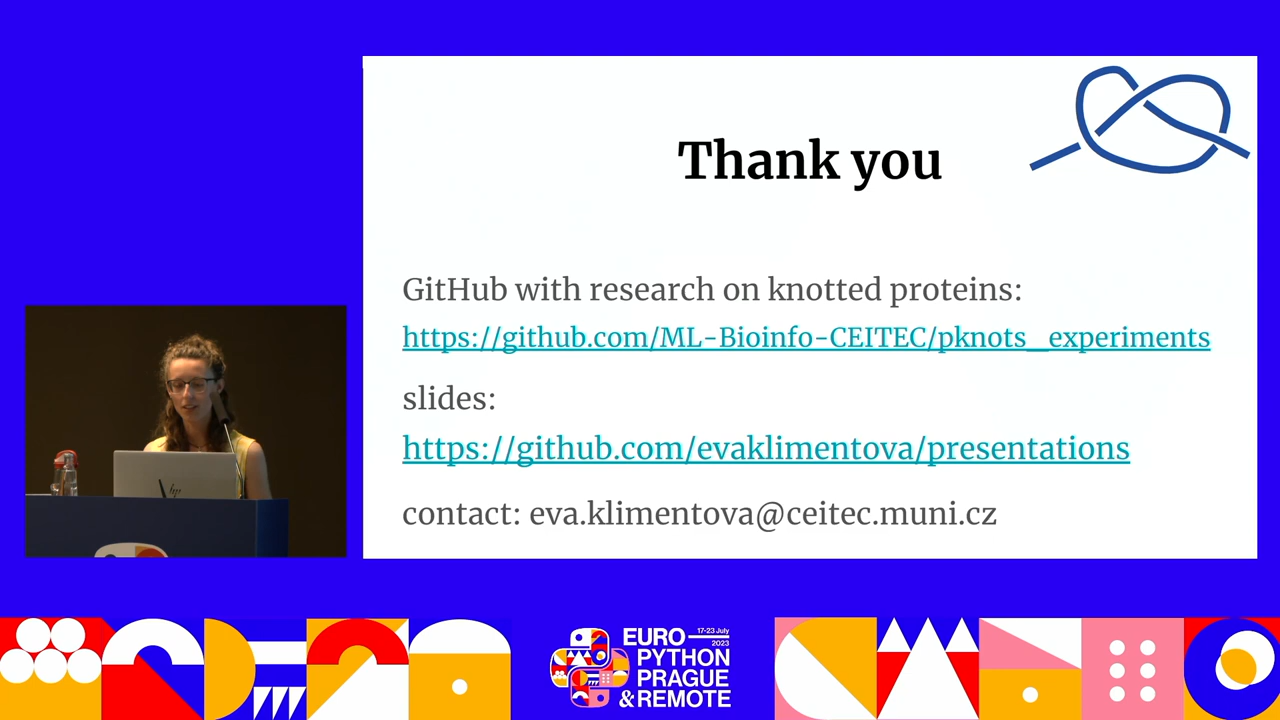 Thank you
GitHub with research on knotted proteins:
https://github.com/ML-Bioinfo-CEITEC/pknots_experiments
slides:
https://github.com/evaklimentova/presentations
contact: eva.klimentova@ceitec.muni.cz
hp
17-23 July
2023
EURO
PYTHON
PRAGUE
& REMOTE